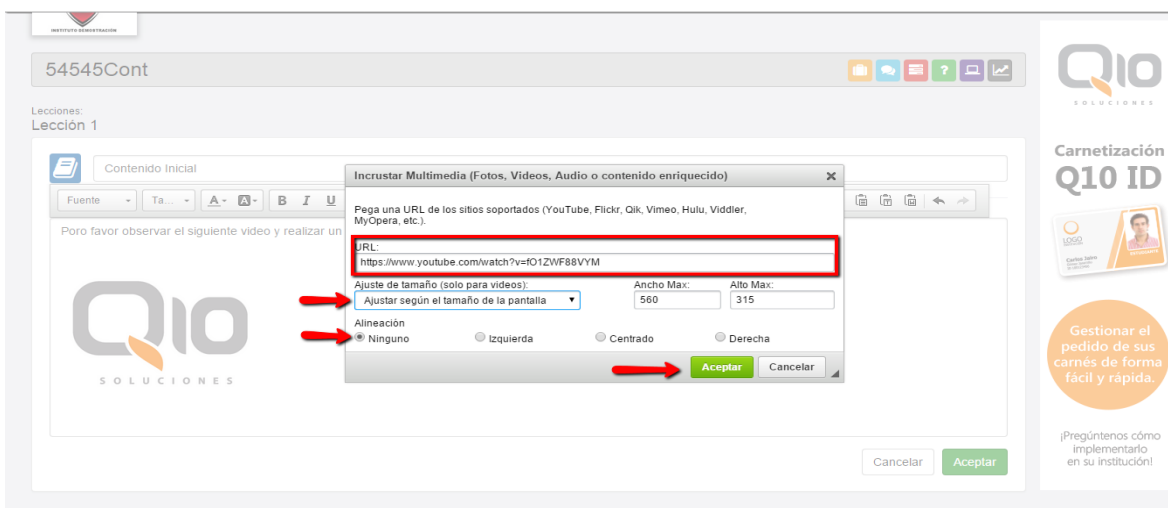 INSTITUTO DEMOSTRACIÓN
54545Cont
Lecciones:
Lección 1
Contenido Inicial
Fuente
Ta...
A
A
B I U
Poro favor observar el siguiente video y realizar un
Q10
SOLUCIONES
Incrustar Multimedia (Fotos, Videos, Audio o contenido enriquecido)
Pega una URL de los sitios soportados (YouTube, Flickr, Qik, Vimeo, Hulu, Viddler,
MyOpera, etc.).
URL:
https://www.youtube.com/watch?v=fO1ZWF88VYM
Ajuste de tamaño (solo para videos):
Ancho Max:
Alto Max:
Ajustar según el tamaño de la pantalla
560
315
Alineación
Ninguno
Izquierda
Centrado
Derecha
Aceptar
Cancelar
Cancelar
Aceptar
Q10
SOLUCIONES
Carnetización
Q10 ID
LOGO
Gestionar el
pedido de sus
carnés de forma
fácil y rápida.
¡Pregúntenos cómo
implementarlo
en su institución!